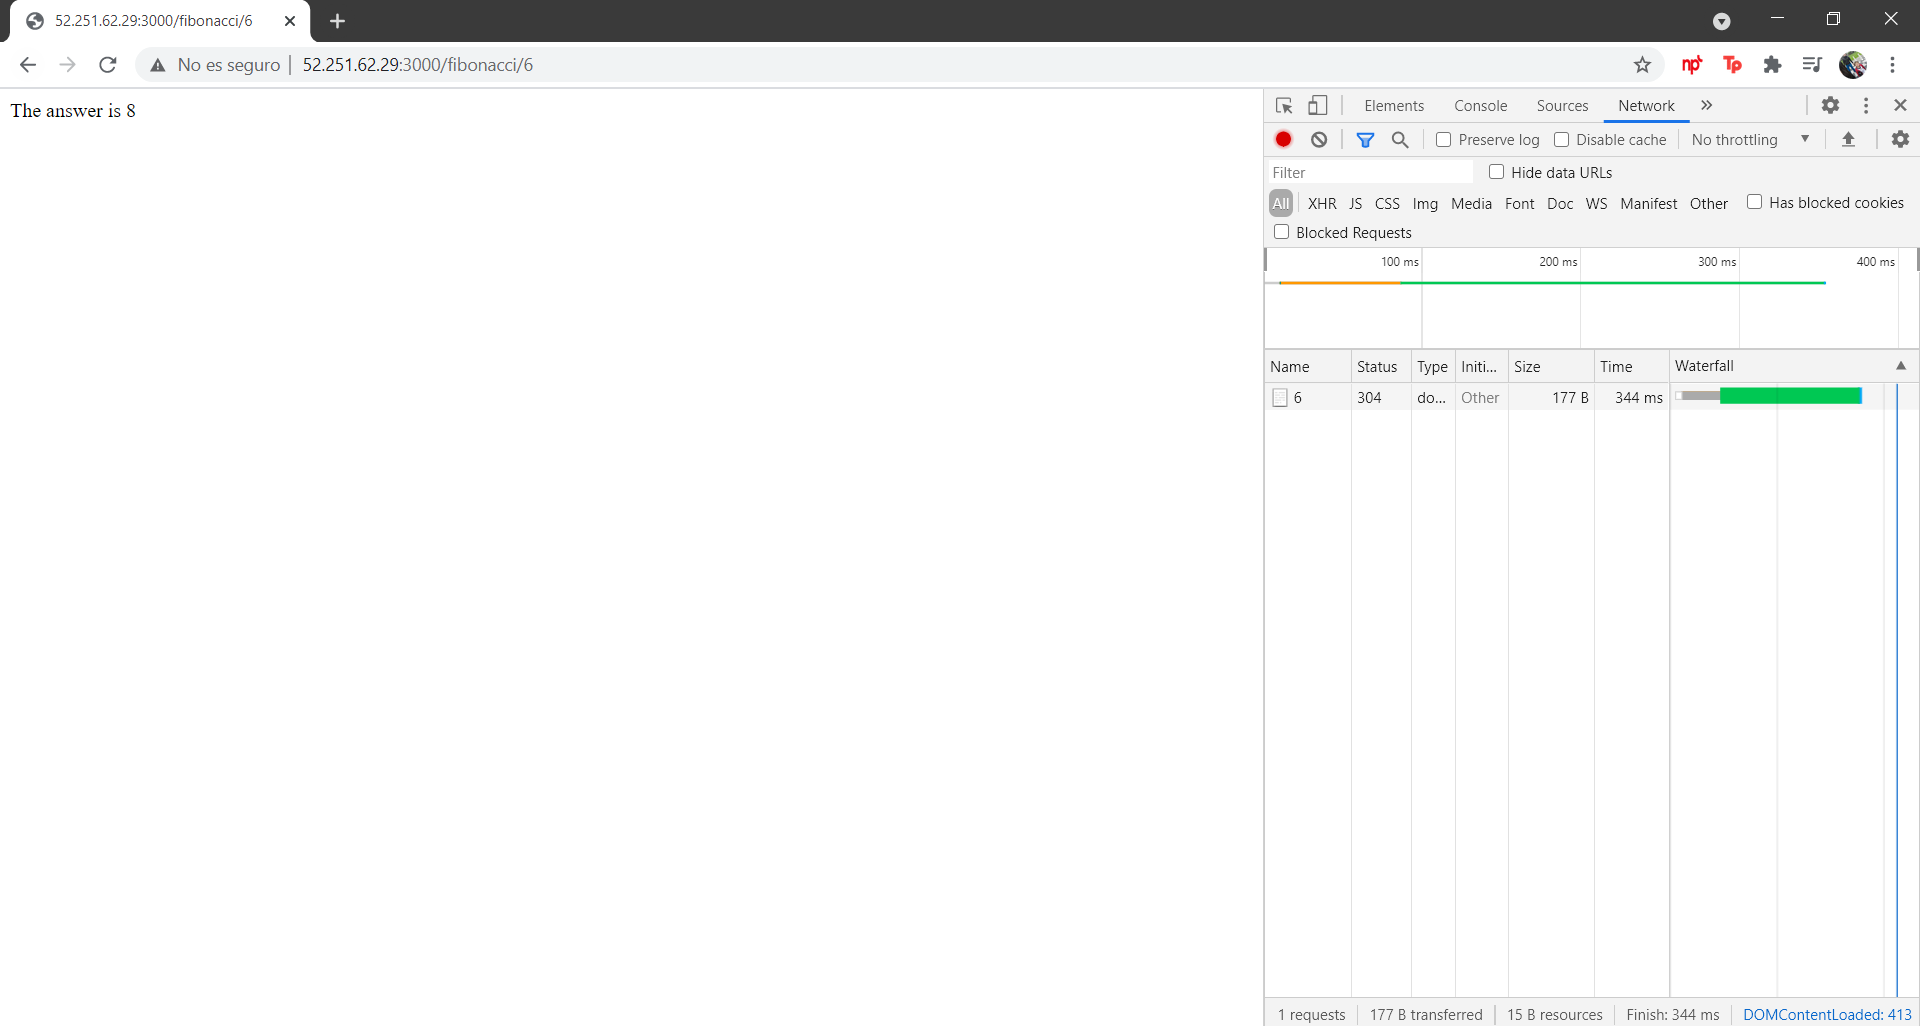 52.251.62.29:3000/fibonacci/6
No es seguro | 52.251.62.29:3000/fibonacci/6
np
Tp
The answer is 8
Elements Console Sources Network
Preserve log Disable cache No throttling
Filter Hide data URLs
All XHR JS CSS Img Media Font Doc WS Manifest Other Has blocked cookies
Blocked Requests
100 ms 200 ms 300 ms 400 ms
Name Status Type Initi... Size Time Waterfall
6 304 do... Other 177 B 344 ms
1 requests 177 B transferred 15 B resources Finish: 344 ms DOMContentLoaded: 413